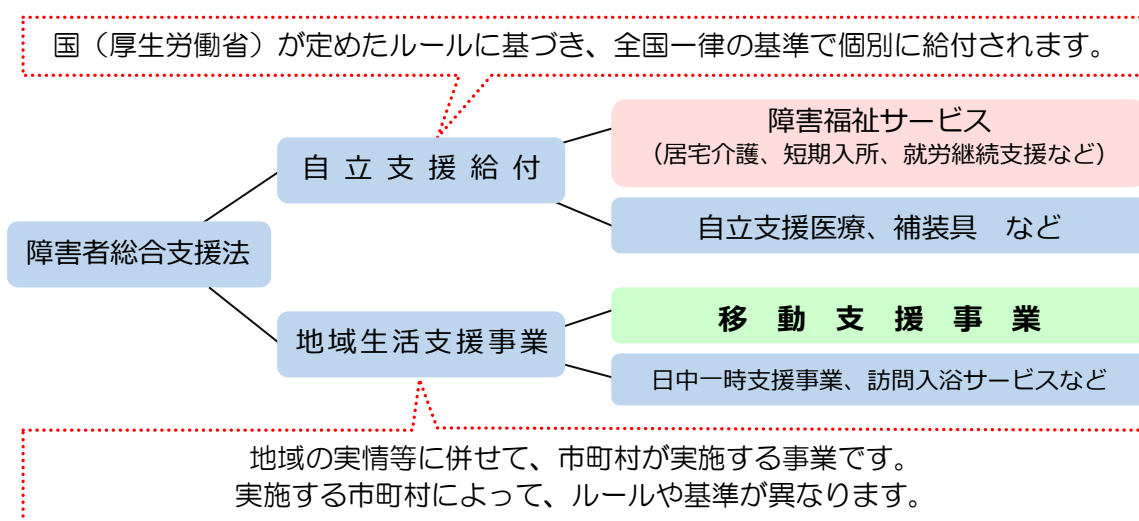 国（厚生労働省）が定めたルールに基づき、全国一律の基準で個別に給付されます。
障害者総合支援法
自立支援給付
障害福祉サービス
（居宅介護、短期入所、就労継続支援など）
自立支援医療、補装具　など
地域生活支援事業
移動支援事業
日中一時支援事業、訪問入浴サービスなど
地域の実情等に併せて、市町村が実施する事業です。
実施する市町村によって、ルールや基準が異なります。